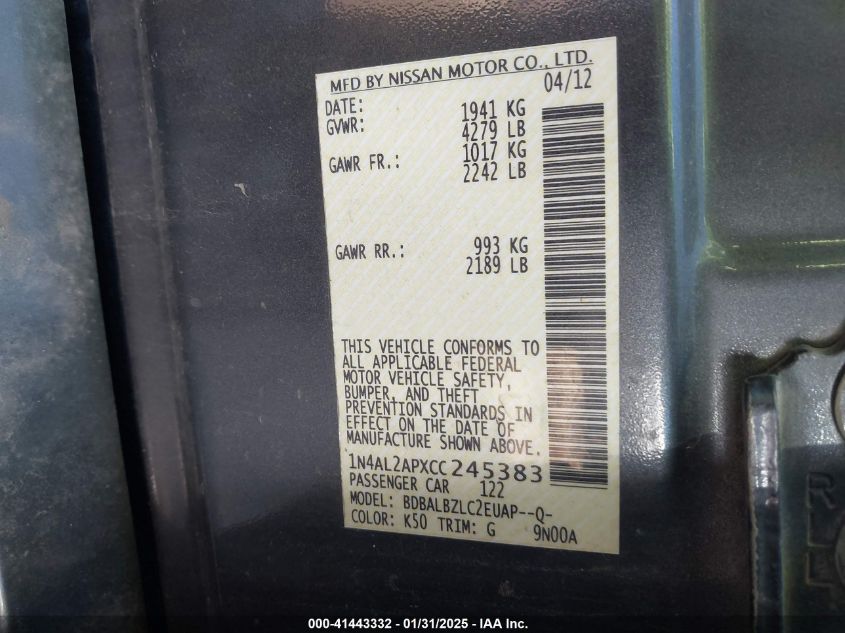 MFD BY NISSAN MOTOR CO., LTD.
DATE: 04/12
GVWR: 1941 KG
4279 LB
GAWR FR.: 1017 KG
2242 LB
GAWR RR.: 993 KG
2189 LB
THIS VEHICLE CONFORMS TO
ALL APPLICABLE FEDERAL
MOTOR VEHICLE SAFETY,
BUMPER, AND THEFT
PREVENTION STANDARDS IN
EFFECT ON THE DATE OF
MANUFACTURE SHOWN ABOVE.
1N4AL2APXCC245383
PASSENGER CAR 122
MODEL: BDBALBZLC2EUAP--Q-
COLOR: K50 TRIM: G 9N00A
000-41443332 - 01/31/2025 - IAA Inc.